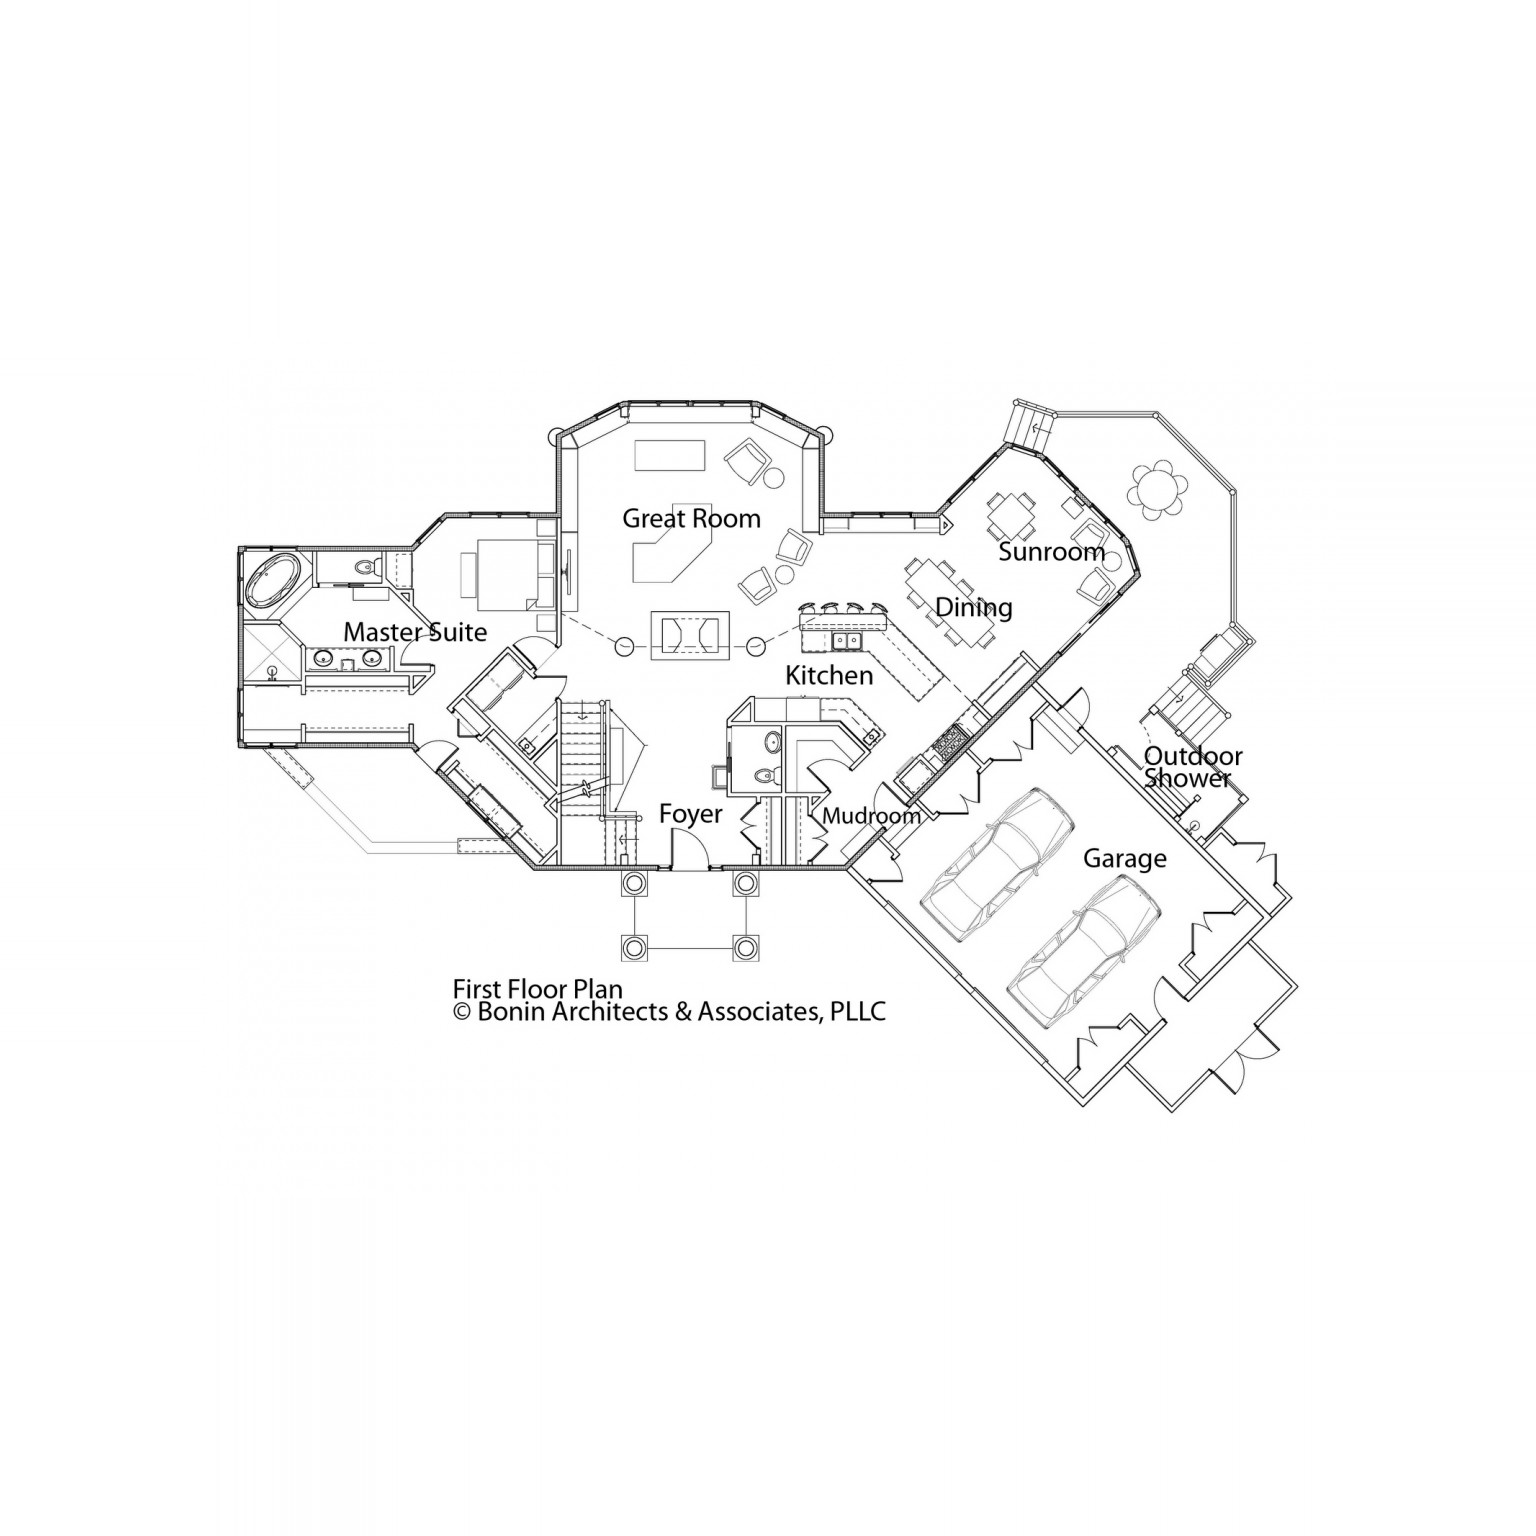 Great Room
Sunroom
Dining
Master Suite
Kitchen
Outdoor
Shower
Foyer
Mudroom
Garage
First Floor Plan
© Bonin Architects & Associates, PLLC